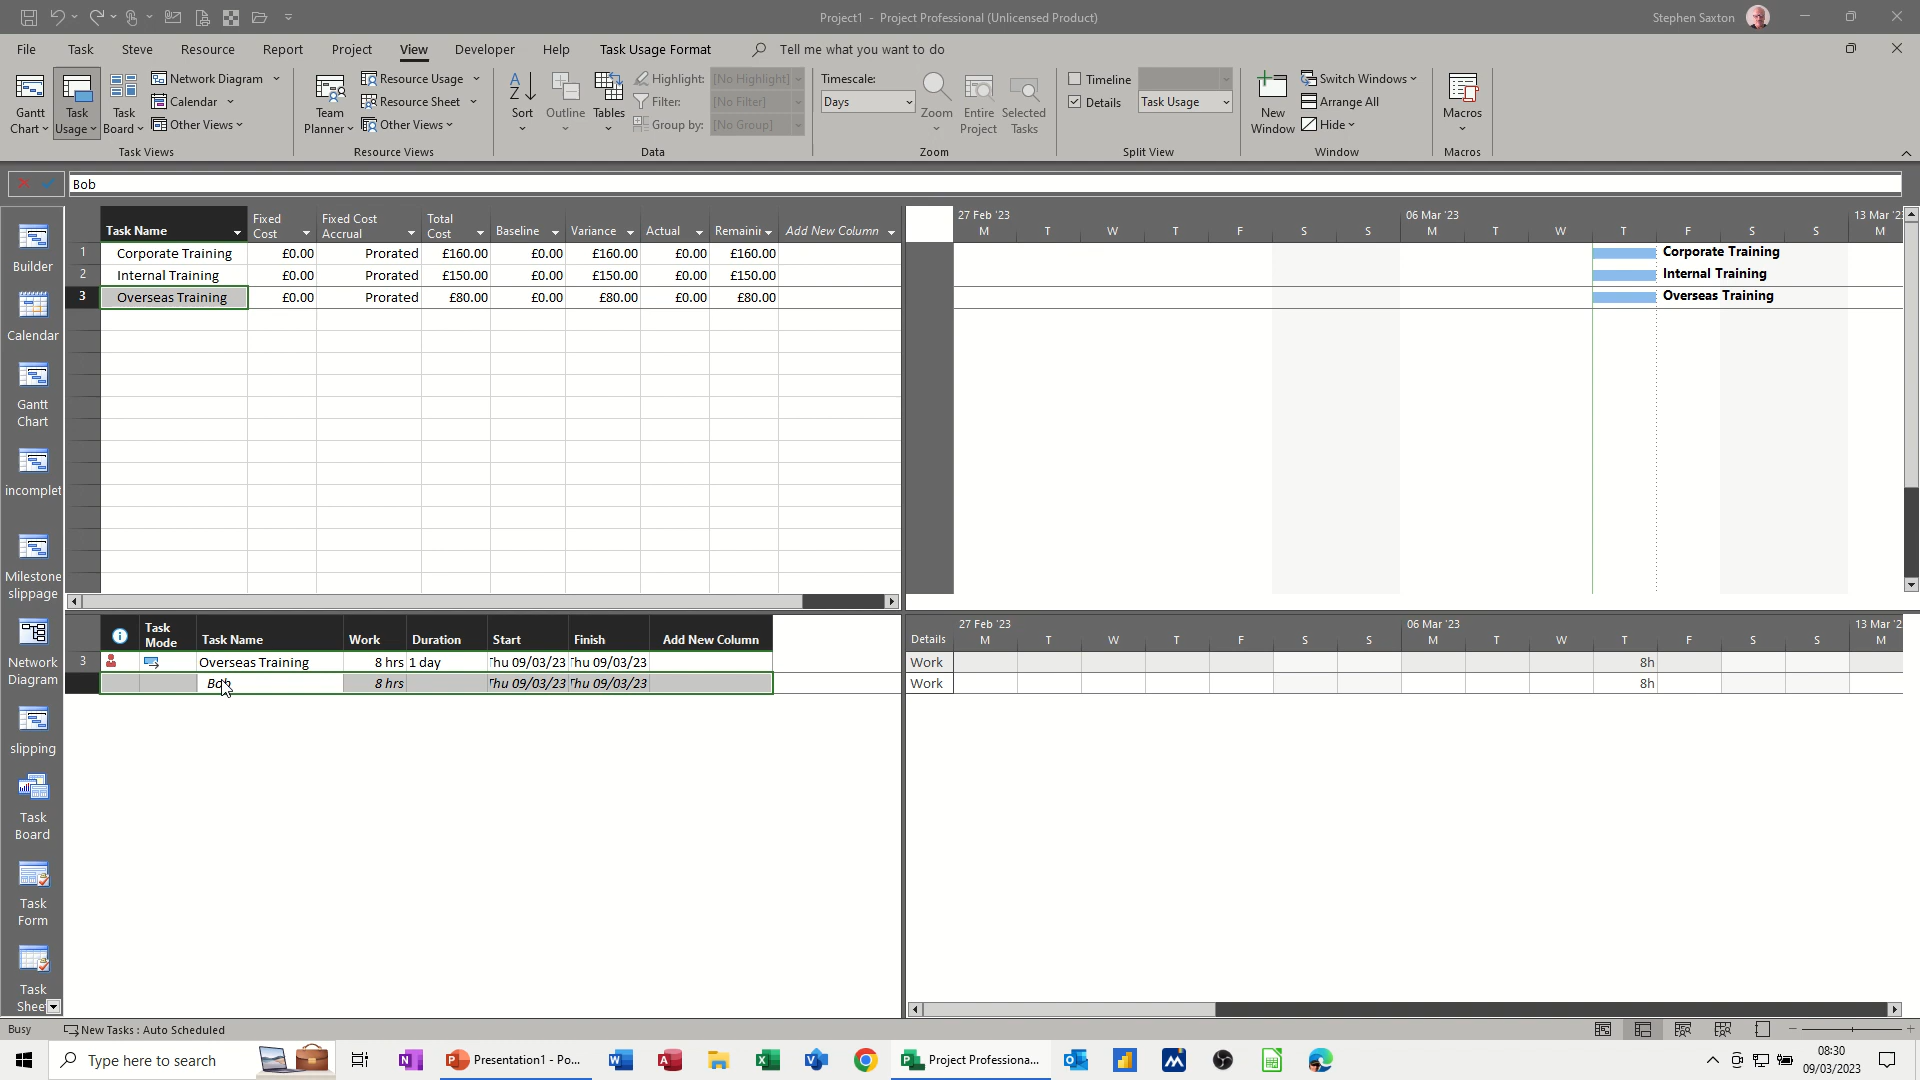 Project1 - Project Professional (Unlicensed Product)
Stephen Saxton
File Task Steve Resource Report Project View Developer Help Task Usage Format Tell me what you want to do
Gantt Chart
Task Usage
Task Board
Network Diagram
Calendar
Other Views
Task Views
Team Planner
Resource Usage
Resource Sheet
Other Views
Resource Views
Sort
Outline
Tables
Highlight: [No Highlight]
Filter: [No Filter]
Group by: [No Group]
Data
Timescale:
Days
Zoom
Entire Project
Selected Tasks
Zoom
Timeline
Details Task Usage
Split View
New Window
Switch Windows
Arrange All
Hide
Window
Macros
Macros
Bob
Builder
Calendar
Gantt
Chart
incomplet
Milestone
slippage
Network
Diagram
slipping
Task
Board
Task
Form
Task
Shee
Task Name Fixed Cost Fixed Cost Accrual Total Cost Baseline Variance Actual Remainin Add New Column
1 Corporate Training £0.00 Prorated £160.00 £0.00 £160.00 £0.00 £160.00
2 Internal Training £0.00 Prorated £150.00 £0.00 £150.00 £0.00 £150.00
3 Overseas Training £0.00 Prorated £80.00 £0.00 £80.00 £0.00 £80.00
27 Feb '23 06 Mar '23 13 Mar '23
M T W T F S S M T W T F S S M
Corporate Training
Internal Training
Overseas Training
Task Mode Task Name Work Duration Start Finish Add New Column
3 Overseas Training 8 hrs 1 day Thu 09/03/23 Thu 09/03/23
Bob 8 hrs Thu 09/03/23 Thu 09/03/23
27 Feb '23 06 Mar '23 13 Mar '2
Details M T W T F S S M T W T F S S M
Work 8h
Work 8h
Busy New Tasks : Auto Scheduled
Type here to search
Presentation1 - Po...
Project Professiona...
08:30
09/03/2023